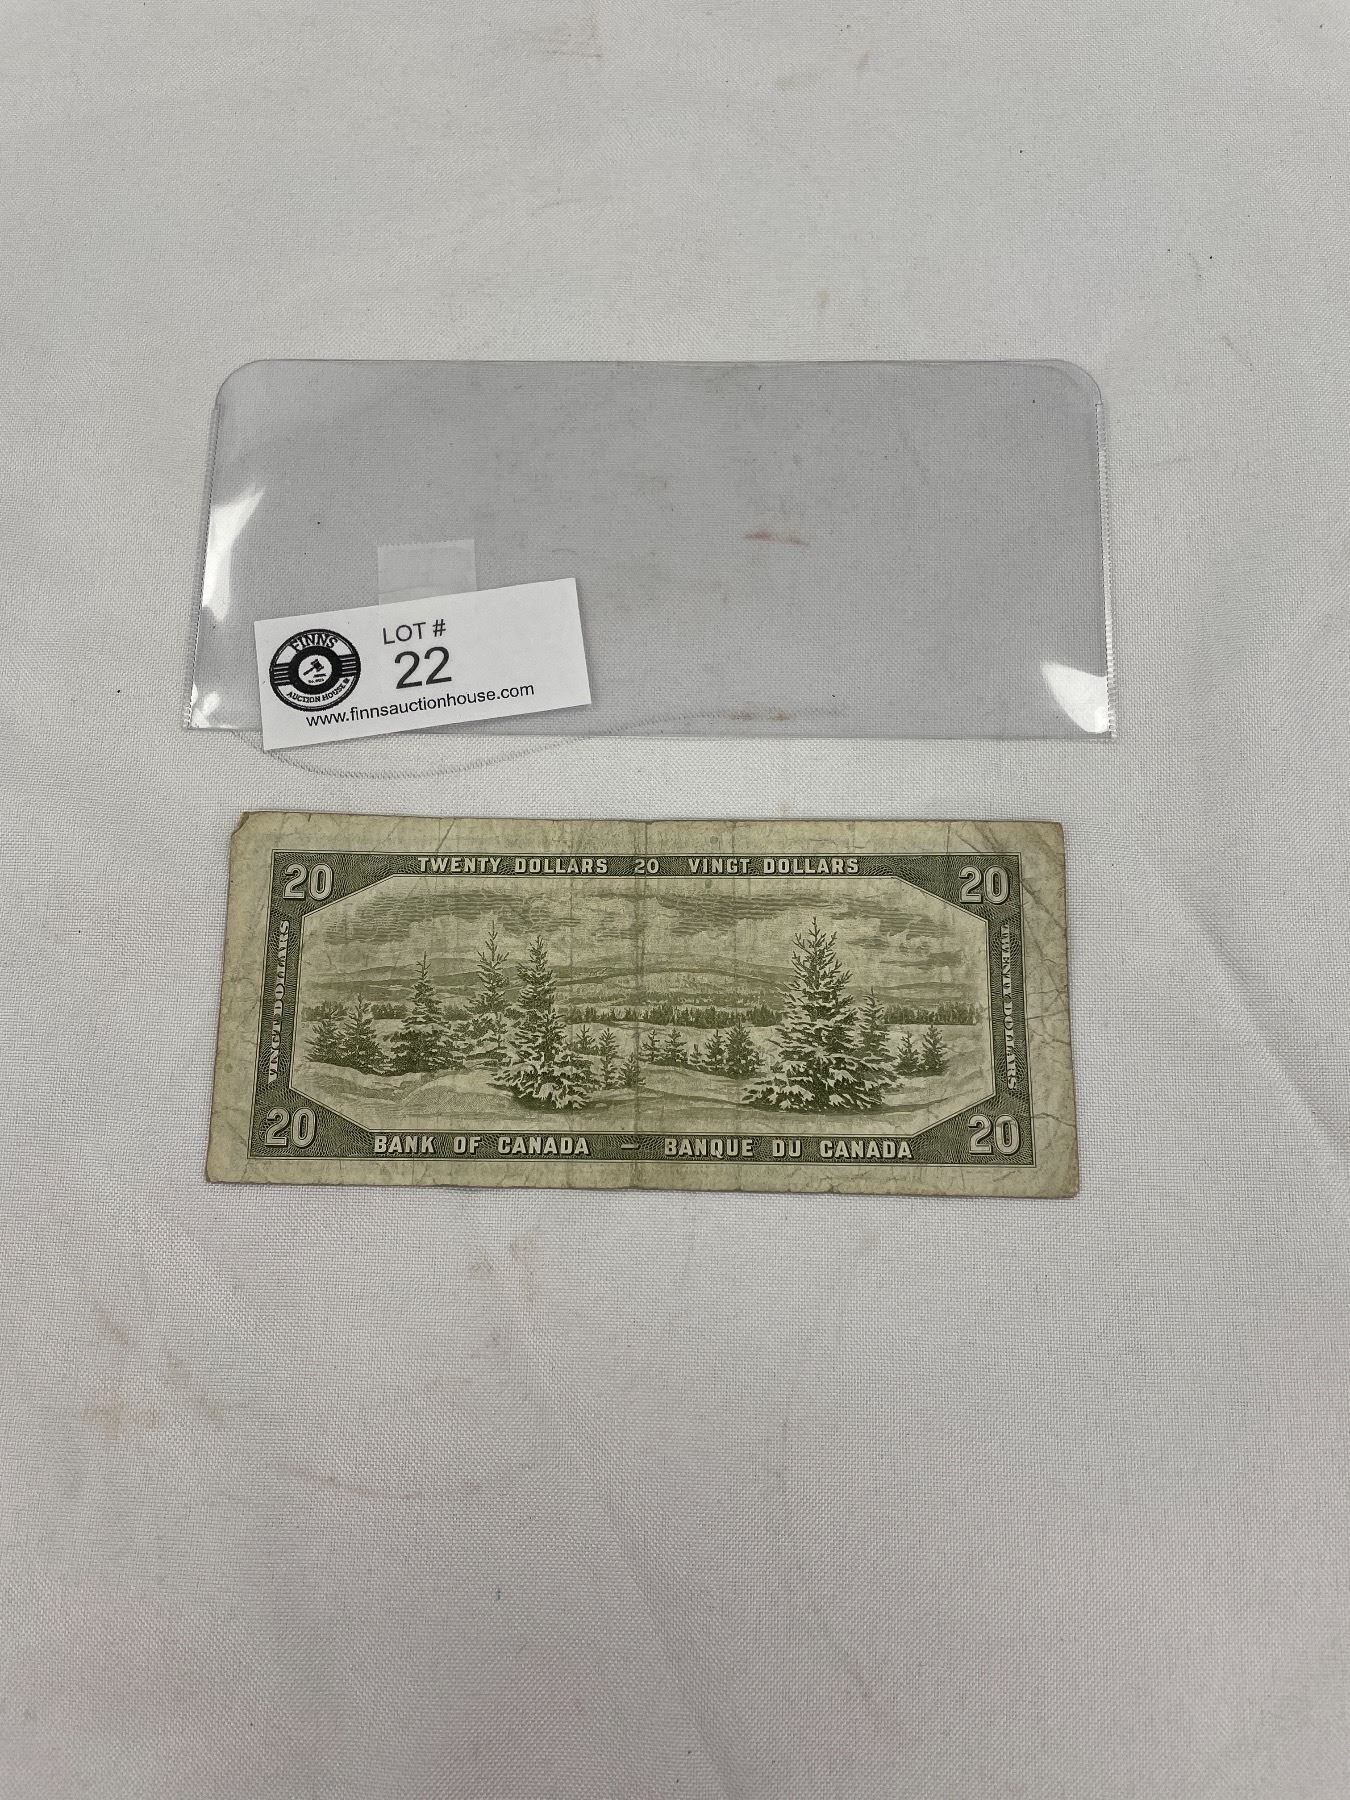 FINNS
AUCTION HOUSE
LOT #
22
www.finnsauctionhouse.com
TWENTY DOLLARS 20 VINGT DOLLARS
20
20
VINGT DOLLARS
TWENTY DOLLARS
20
20
BANK OF CANADA – BANQUE DU CANADA